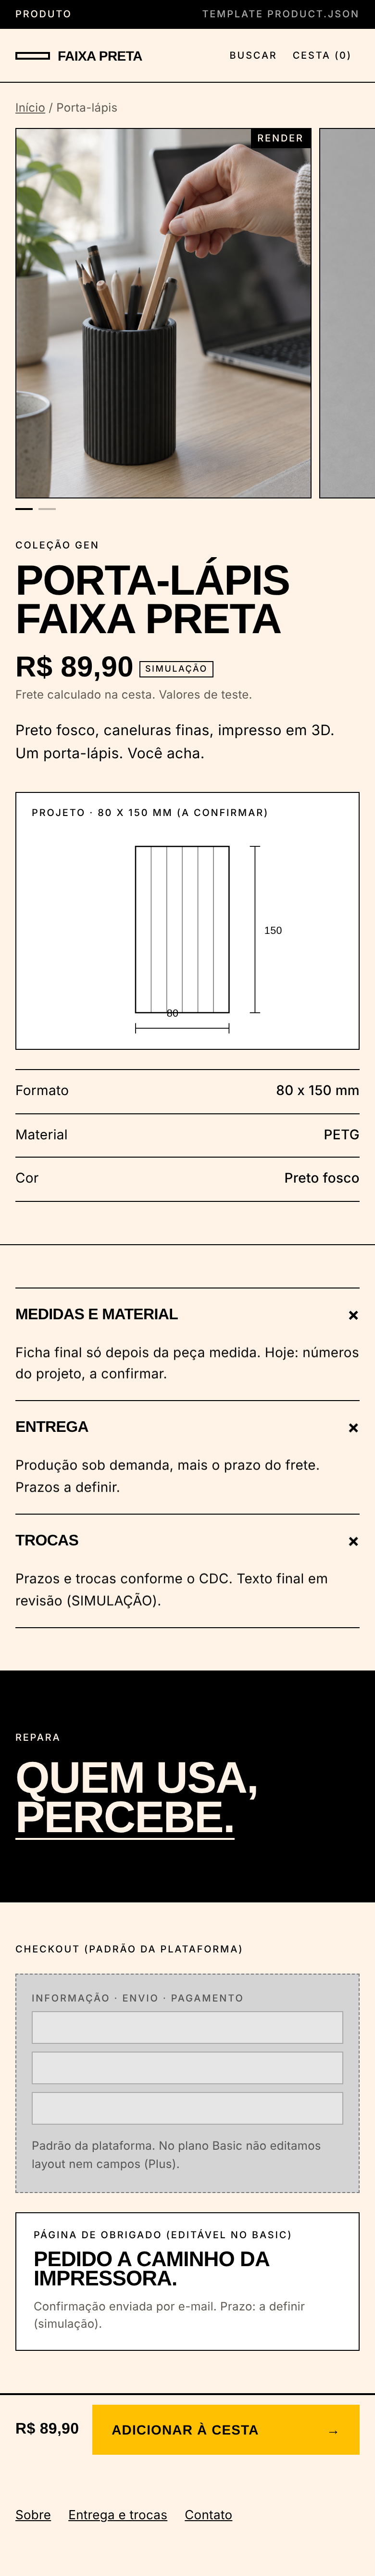 PRODUTO
TEMPLATE PRODUCT.JSON
FAIXA PRETA
BUSCAR
CESTA (0)
Início / Porta-lápis
RENDER
COLEÇÃO GEN
PORTA-LÁPIS
FAIXA PRETA
R$ 89,90
SIMULAÇÃO
Frete calculado na cesta. Valores de teste.
Preto fosco, caneluras finas, impresso em 3D.
Um porta-lápis. Você acha.
PROJETO · 80 X 150 MM (A CONFIRMAR)
150
80
Formato
80 x 150 mm
Material
PETG
Cor
Preto fosco
MEDIDAS E MATERIAL
×
Ficha final só depois da peça medida. Hoje: números
do projeto, a confirmar.
ENTREGA
×
Produção sob demanda, mais o prazo do frete.
Prazos a definir.
TROCAS
×
Prazos e trocas conforme o CDC. Texto final em
revisão (SIMULAÇÃO).
REPARA
QUEM USA,
PERCEBE.
CHECKOUT (PADRÃO DA PLATAFORMA)
INFORMAÇÃO · ENVIO · PAGAMENTO
Padrão da plataforma. No plano Basic não editamos
layout nem campos (Plus).
PÁGINA DE OBRIGADO (EDITÁVEL NO BASIC)
PEDIDO A CAMINHO DA
IMPRESSORA.
Confirmação enviada por e-mail. Prazo: a definir
(simulação).
R$ 89,90
ADICIONAR À CESTA →
Sobre
Entrega e trocas
Contato